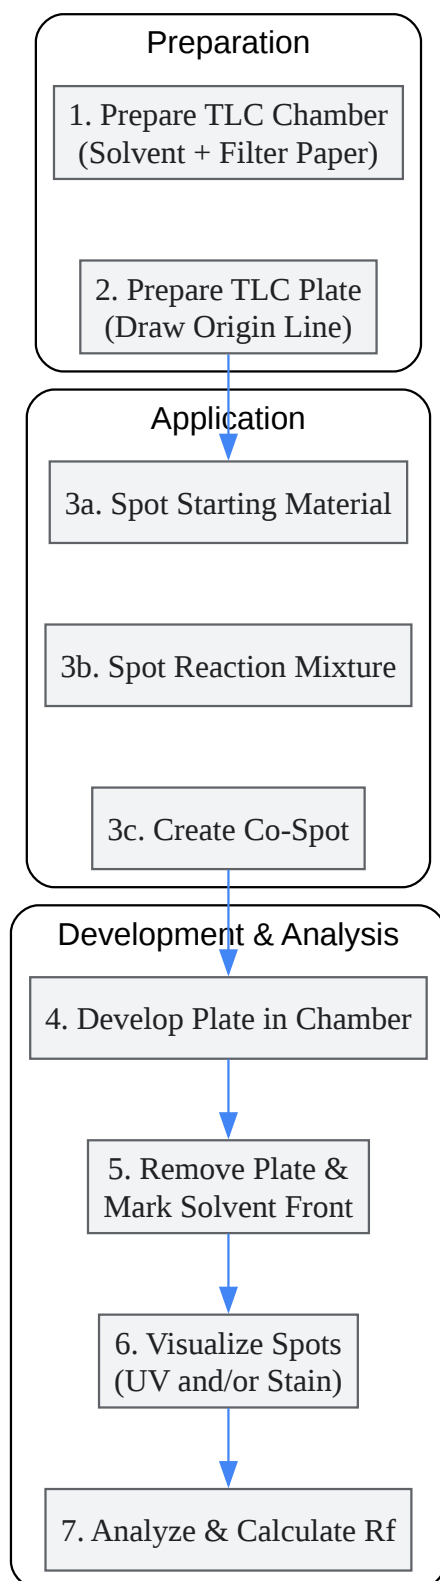 Preparation
1. Prepare TLC Chamber
(Solvent + Filter Paper)
2. Prepare TLC Plate
(Draw Origin Line)
Application
3a. Spot Starting Material
3b. Spot Reaction Mixture
3c. Create Co-Spot
Development & Analysis
4. Develop Plate in Chamber
5. Remove Plate &
Mark Solvent Front
6. Visualize Spots
(UV and/or Stain)
7. Analyze & Calculate Rf